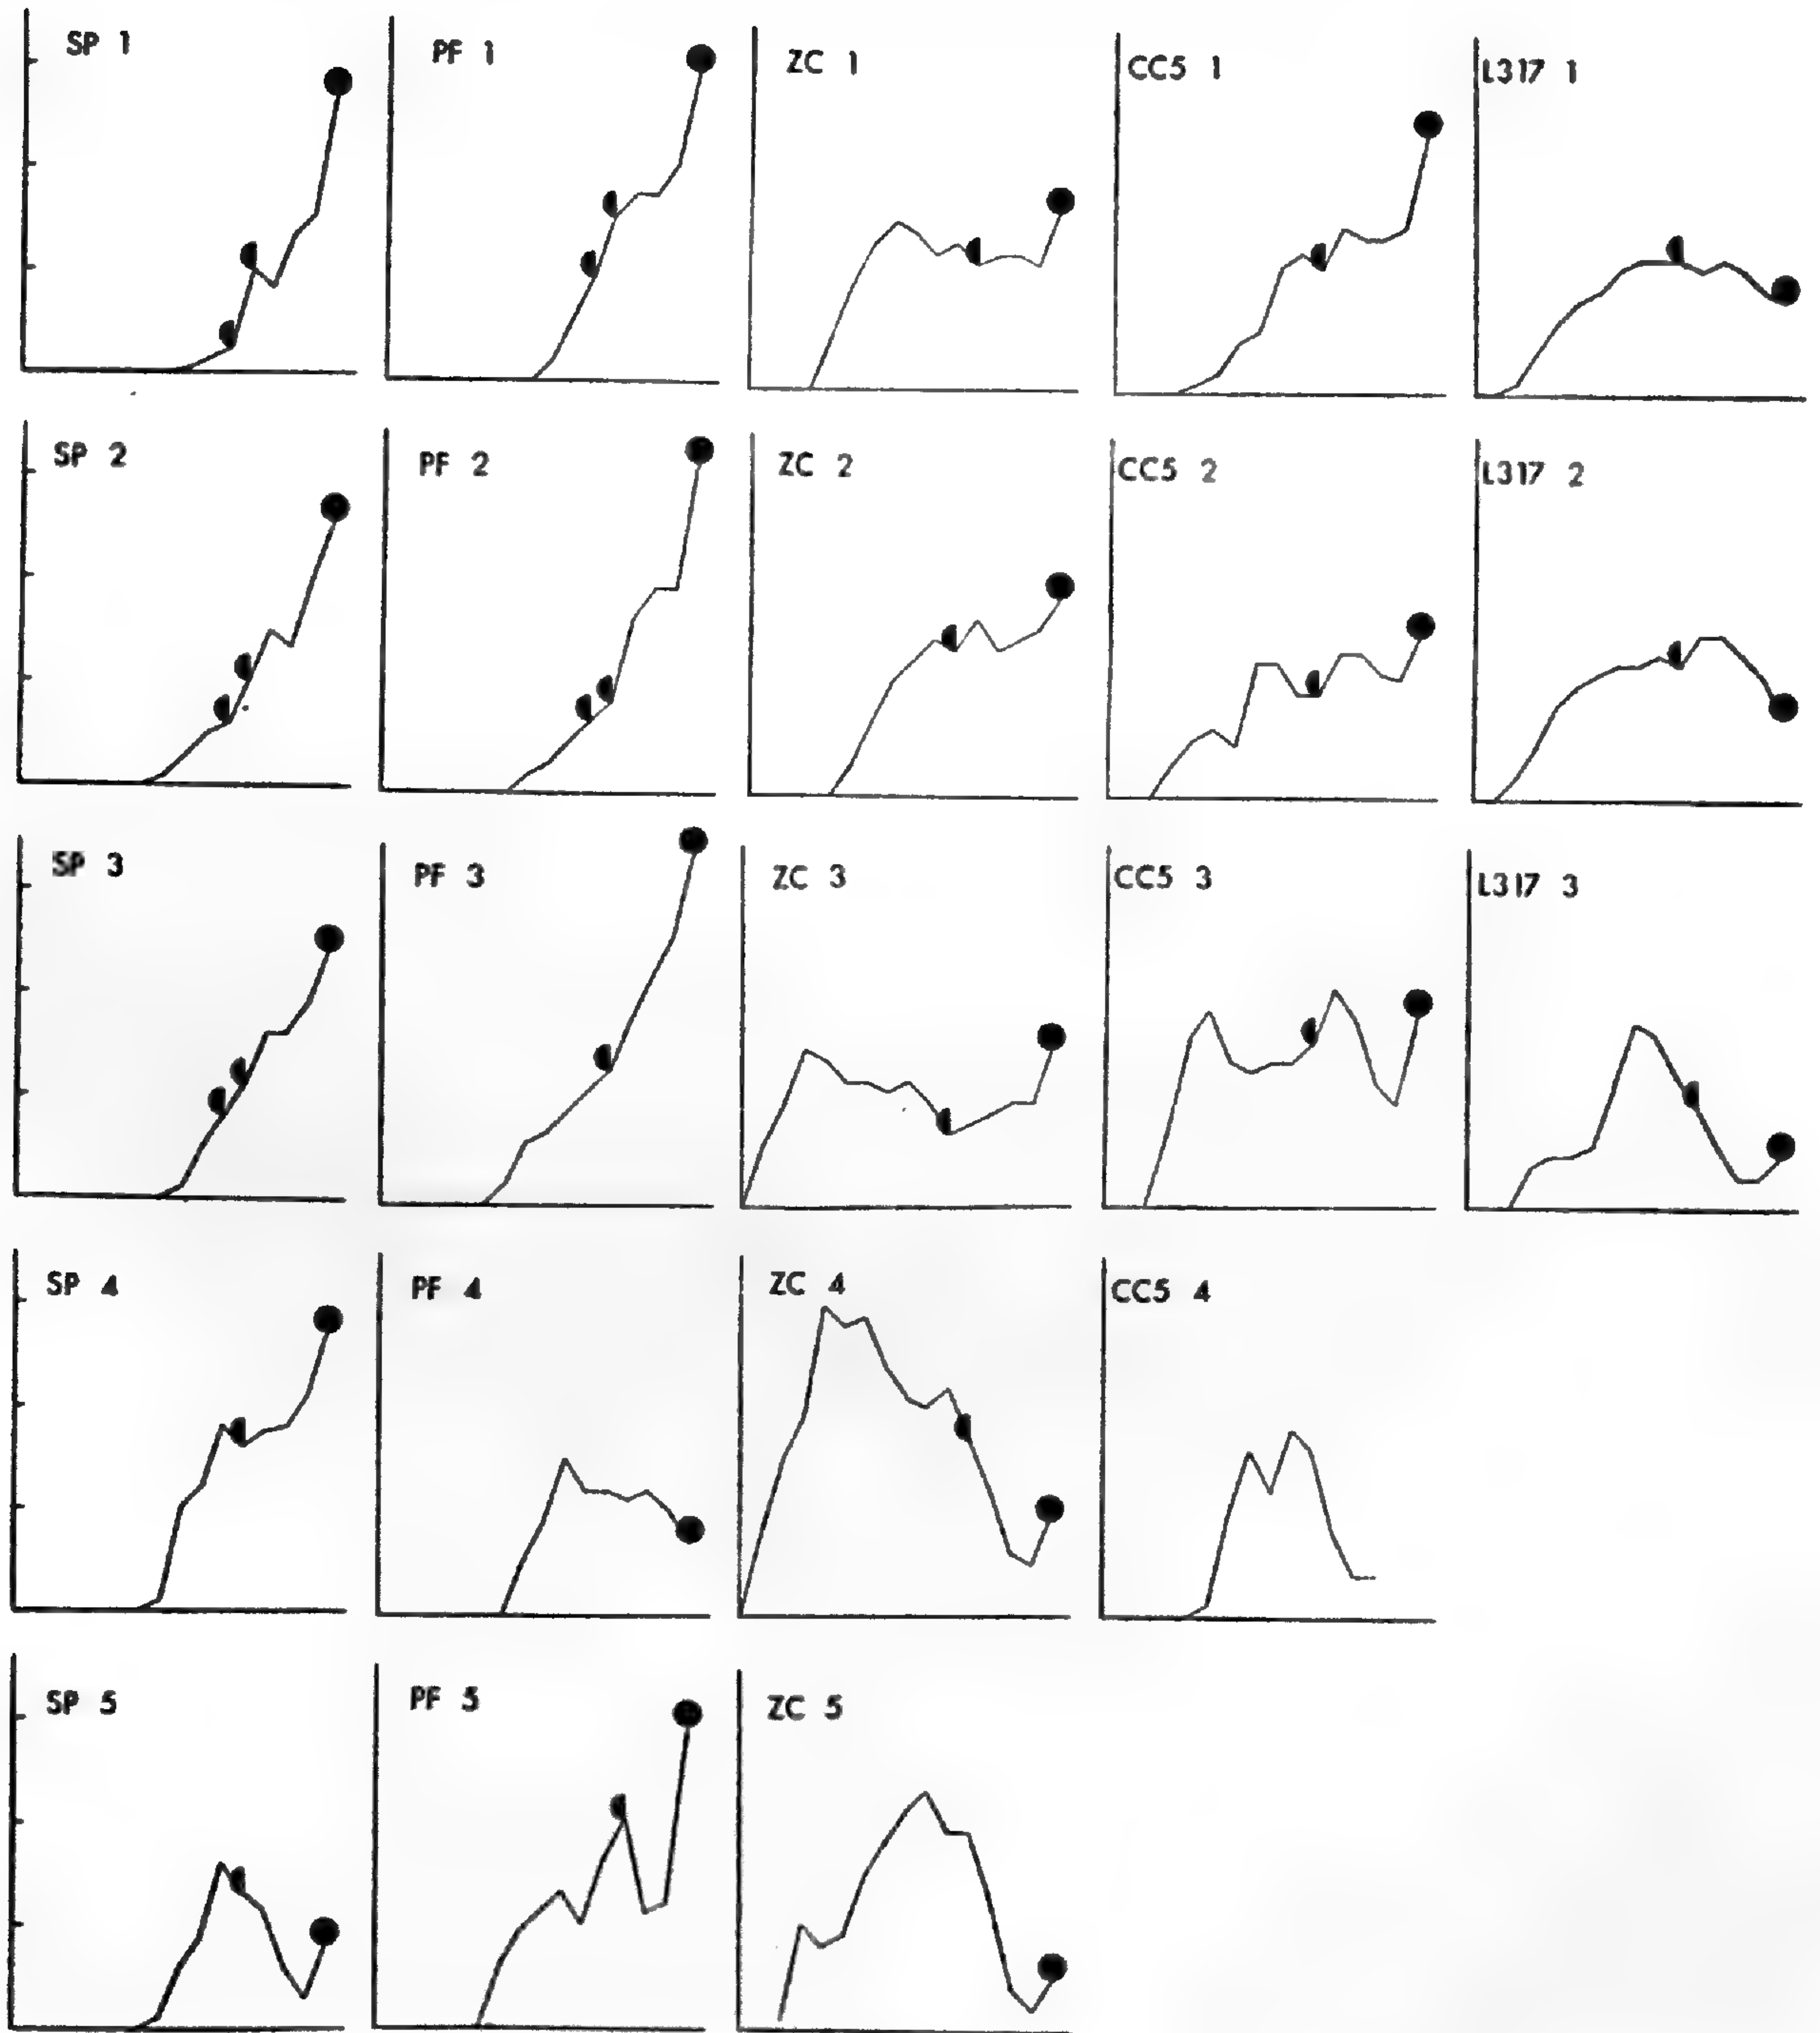 SP 1 PF 1 ZC 1 CC5 1 L317 1
SP 2 PF 2 ZC 2 CC5 2 L317 2
SP 3 PF 3 ZC 3 CC5 3 L317 3
SP 4 PF 4 ZC 4 CC5 4
SP 5 PF 5 ZC 5